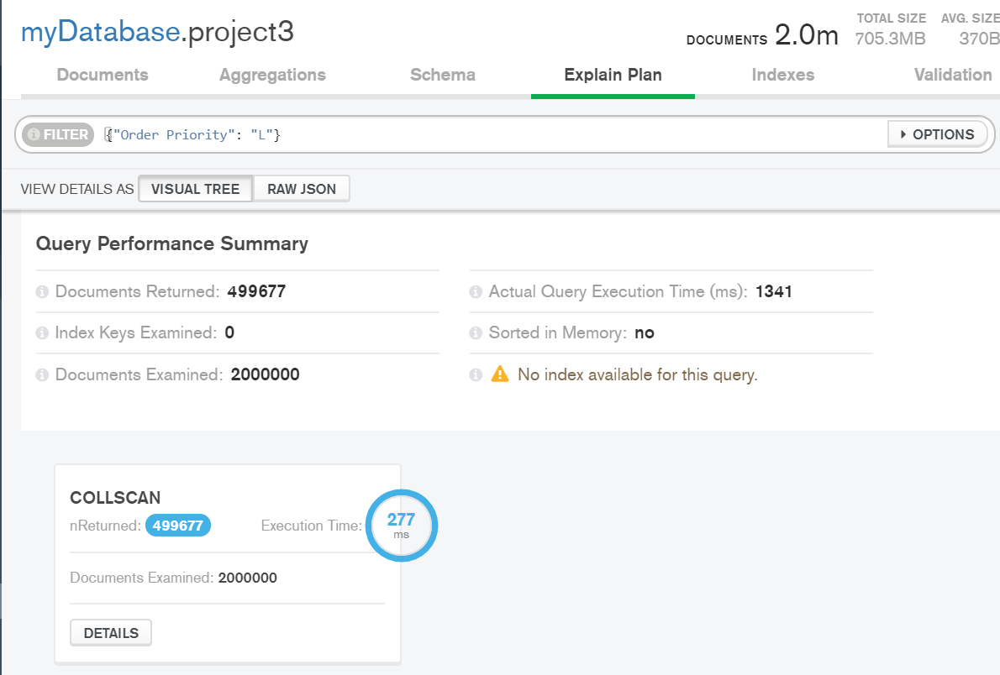 myDatabase.project3
DOCUMENTS 2.0m TOTAL SIZE 705.3MB AVG. SIZE 370B
Documents Aggregations Schema Explain Plan Indexes Validation
FILTER {"Order Priority": "L"} OPTIONS
VIEW DETAILS AS VISUAL TREE RAW JSON
Query Performance Summary
Documents Returned: 499677
Actual Query Execution Time (ms): 1341
Index Keys Examined: 0
Sorted in Memory: no
Documents Examined: 2000000
No index available for this query.
COLLSCAN
nReturned: 499677 Execution Time: 277 ms
Documents Examined: 2000000
DETAILS